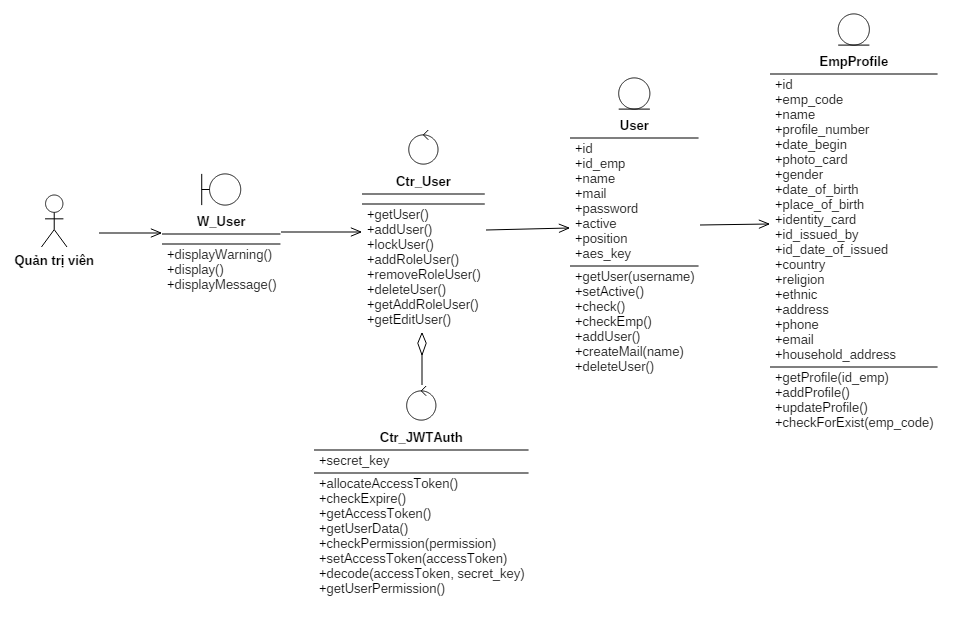 Quản trị viên
W_User
+displayWarning()
+display()
+displayMessage()
Ctr_User
+getUser()
+addUser()
+lockUser()
+addRoleUser()
+removeRoleUser()
+deleteUser()
+getAddRoleUser()
+getEditUser()
Ctr_JWTAuth
+secret_key
+allocateAccessToken()
+checkExpire()
+getAccessToken()
+getUserData()
+checkPermission(permission)
+setAccessToken(accessToken)
+decode(accessToken, secret_key)
+getUserPermission()
User
+id
+id_emp
+name
+mail
+password
+active
+position
+aes_key
+getUser(username)
+setActive()
+check()
+checkEmp()
+addUser()
+createMail(name)
+deleteUser()
EmpProfile
+id
+emp_code
+name
+profile_number
+date_begin
+photo_card
+gender
+date_of_birth
+place_of_birth
+identity_card
+id_issued_by
+id_date_of_issued
+country
+religion
+ethnic
+address
+phone
+email
+household_address
+getProfile(id_emp)
+addProfile()
+updateProfile()
+checkForExist(emp_code)